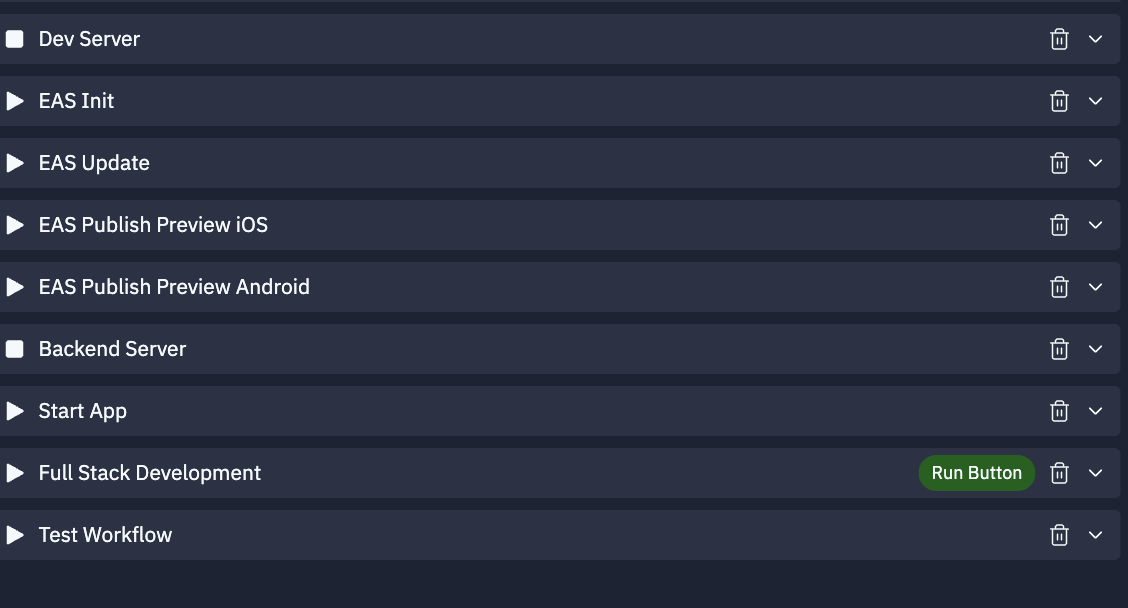 Dev Server
EAS Init
EAS Update
EAS Publish Preview iOS
EAS Publish Preview Android
Backend Server
Start App
Full Stack Development Run Button
Test Workflow